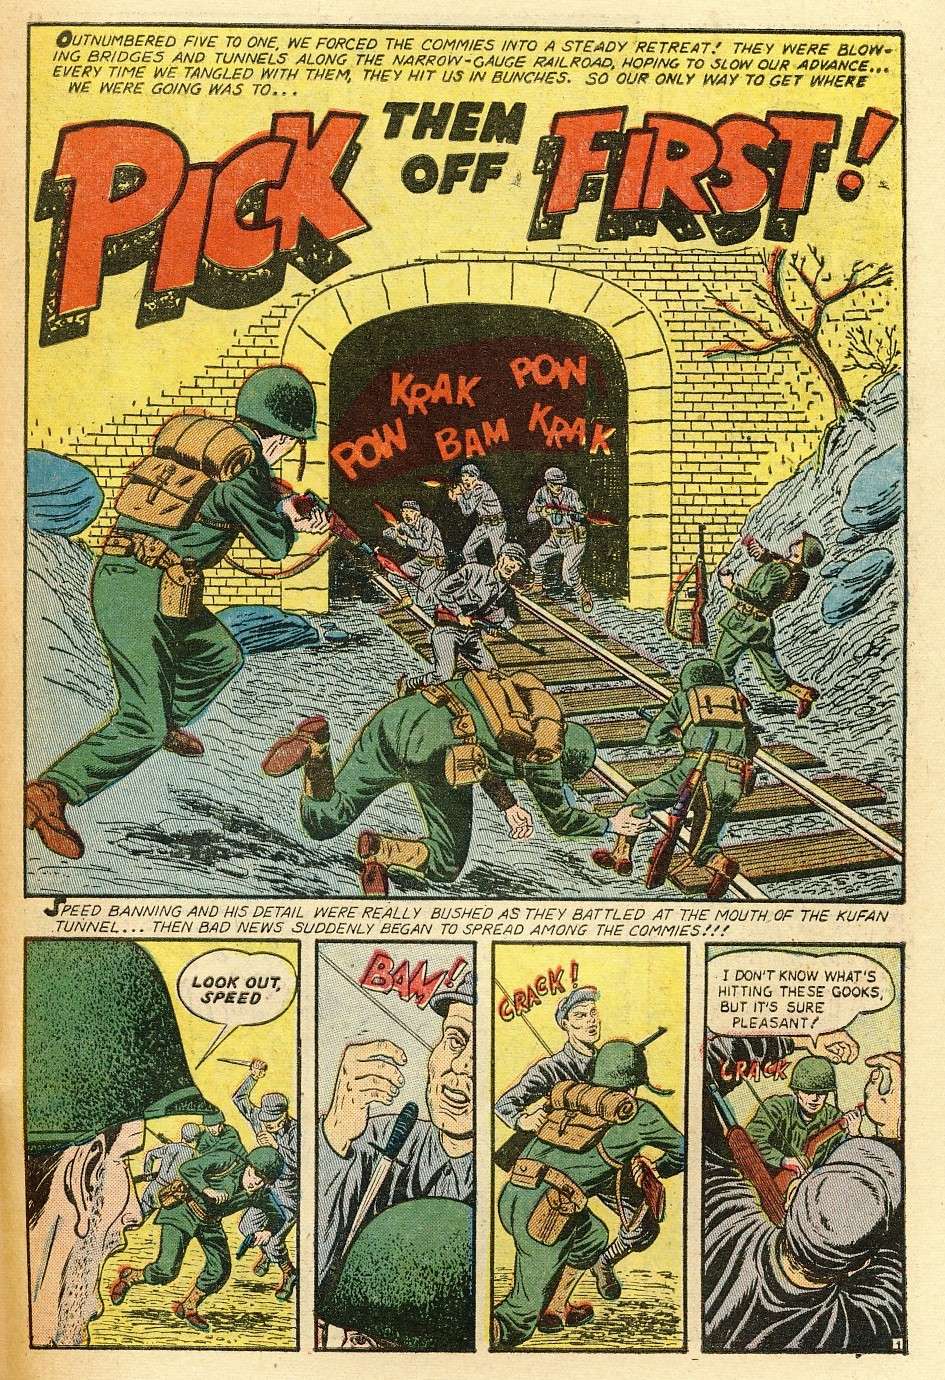 OUTNUMBERED FIVE TO ONE, WE FORCED THE COMMIES INTO A STEADY RETREAT! THEY WERE BLOW-
ING BRIDGES AND TUNNELS ALONG THE NARROW-GAUGE RAILROAD, HOPING TO SLOW OUR ADVANCE...
EVERY TIME WE TANGLED WITH THEM, THEY HIT US IN BUNCHES. SO OUR ONLY WAY TO GET WHERE
WE WERE GOING WAS TO...
PICK THEM OFF FIRST!
KRAK POW
POW BAM KRAK
SPEED BANNING AND HIS DETAIL WERE REALLY BUSHED AS THEY BATTLED AT THE MOUTH OF THE KUFAN
TUNNEL... THEN BAD NEWS SUDDENLY BEGAN TO SPREAD AMONG THE COMMIES!!!
LOOK OUT,
SPEED
BAM!
CRACK!
I DON'T KNOW WHAT'S
HITTING THESE GOOKS,
BUT IT'S SURE
PLEASANT!
CRACK
1